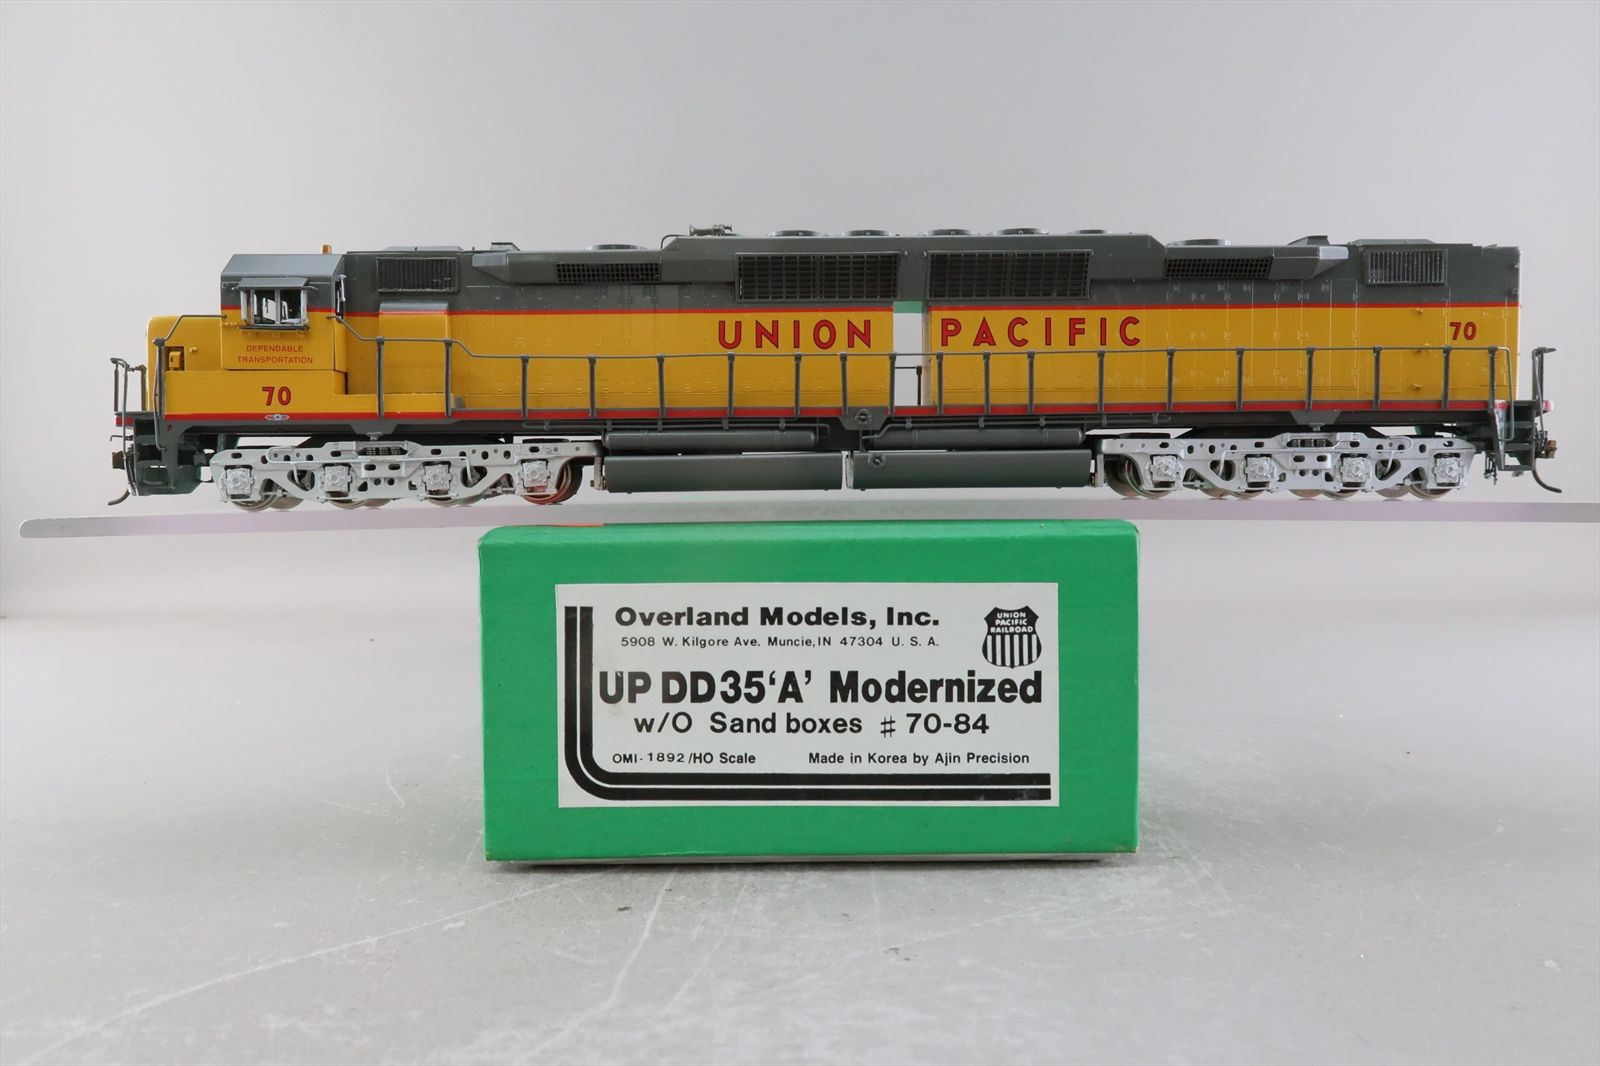 UNION PACIFIC
70
DEPENDABLE
TRANSPORTATION
70
Overland Models, Inc.
5908 W. Kilgore Ave. Muncie, IN 47304 U. S. A.
UNION
PACIFIC
RAILROAD
UP DD35‘A’ Modernized
w/O Sand boxes # 70-84
OMI- 1892/HO Scale Made in Korea by Ajin Precision